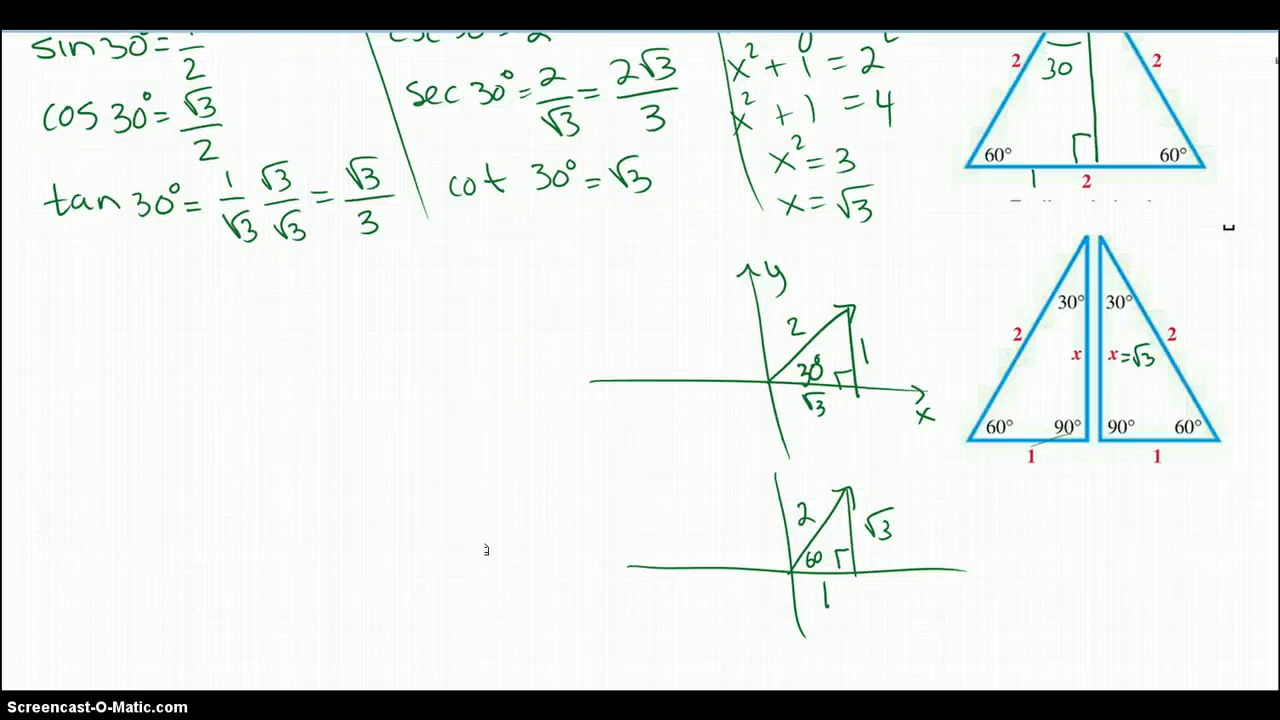 sin 30° = 1/2
cos 30° = √3/2
tan 30° = 1/√3 √3/√3 = √3/3
sec 30° = 2/√3 = 2√3/3
cot 30° = √3
x² + 1 = 2²
x² + 1 = 4
x² = 3
x = √3
2
30
2
60°
60°
1
2
y
2
30°
1
√3
x
30°
30°
2
x
x = √3
2
60°
90°
90°
60°
1
1
2
√3
60
1
Screencast-O-Matic.com